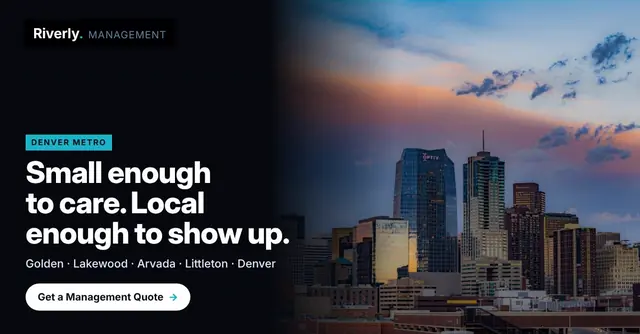 Riverly. MANAGEMENT
DENVER METRO
Small enough
to care. Local
enough to show up.
Golden · Lakewood · Arvada · Littleton · Denver
Get a Management Quote →